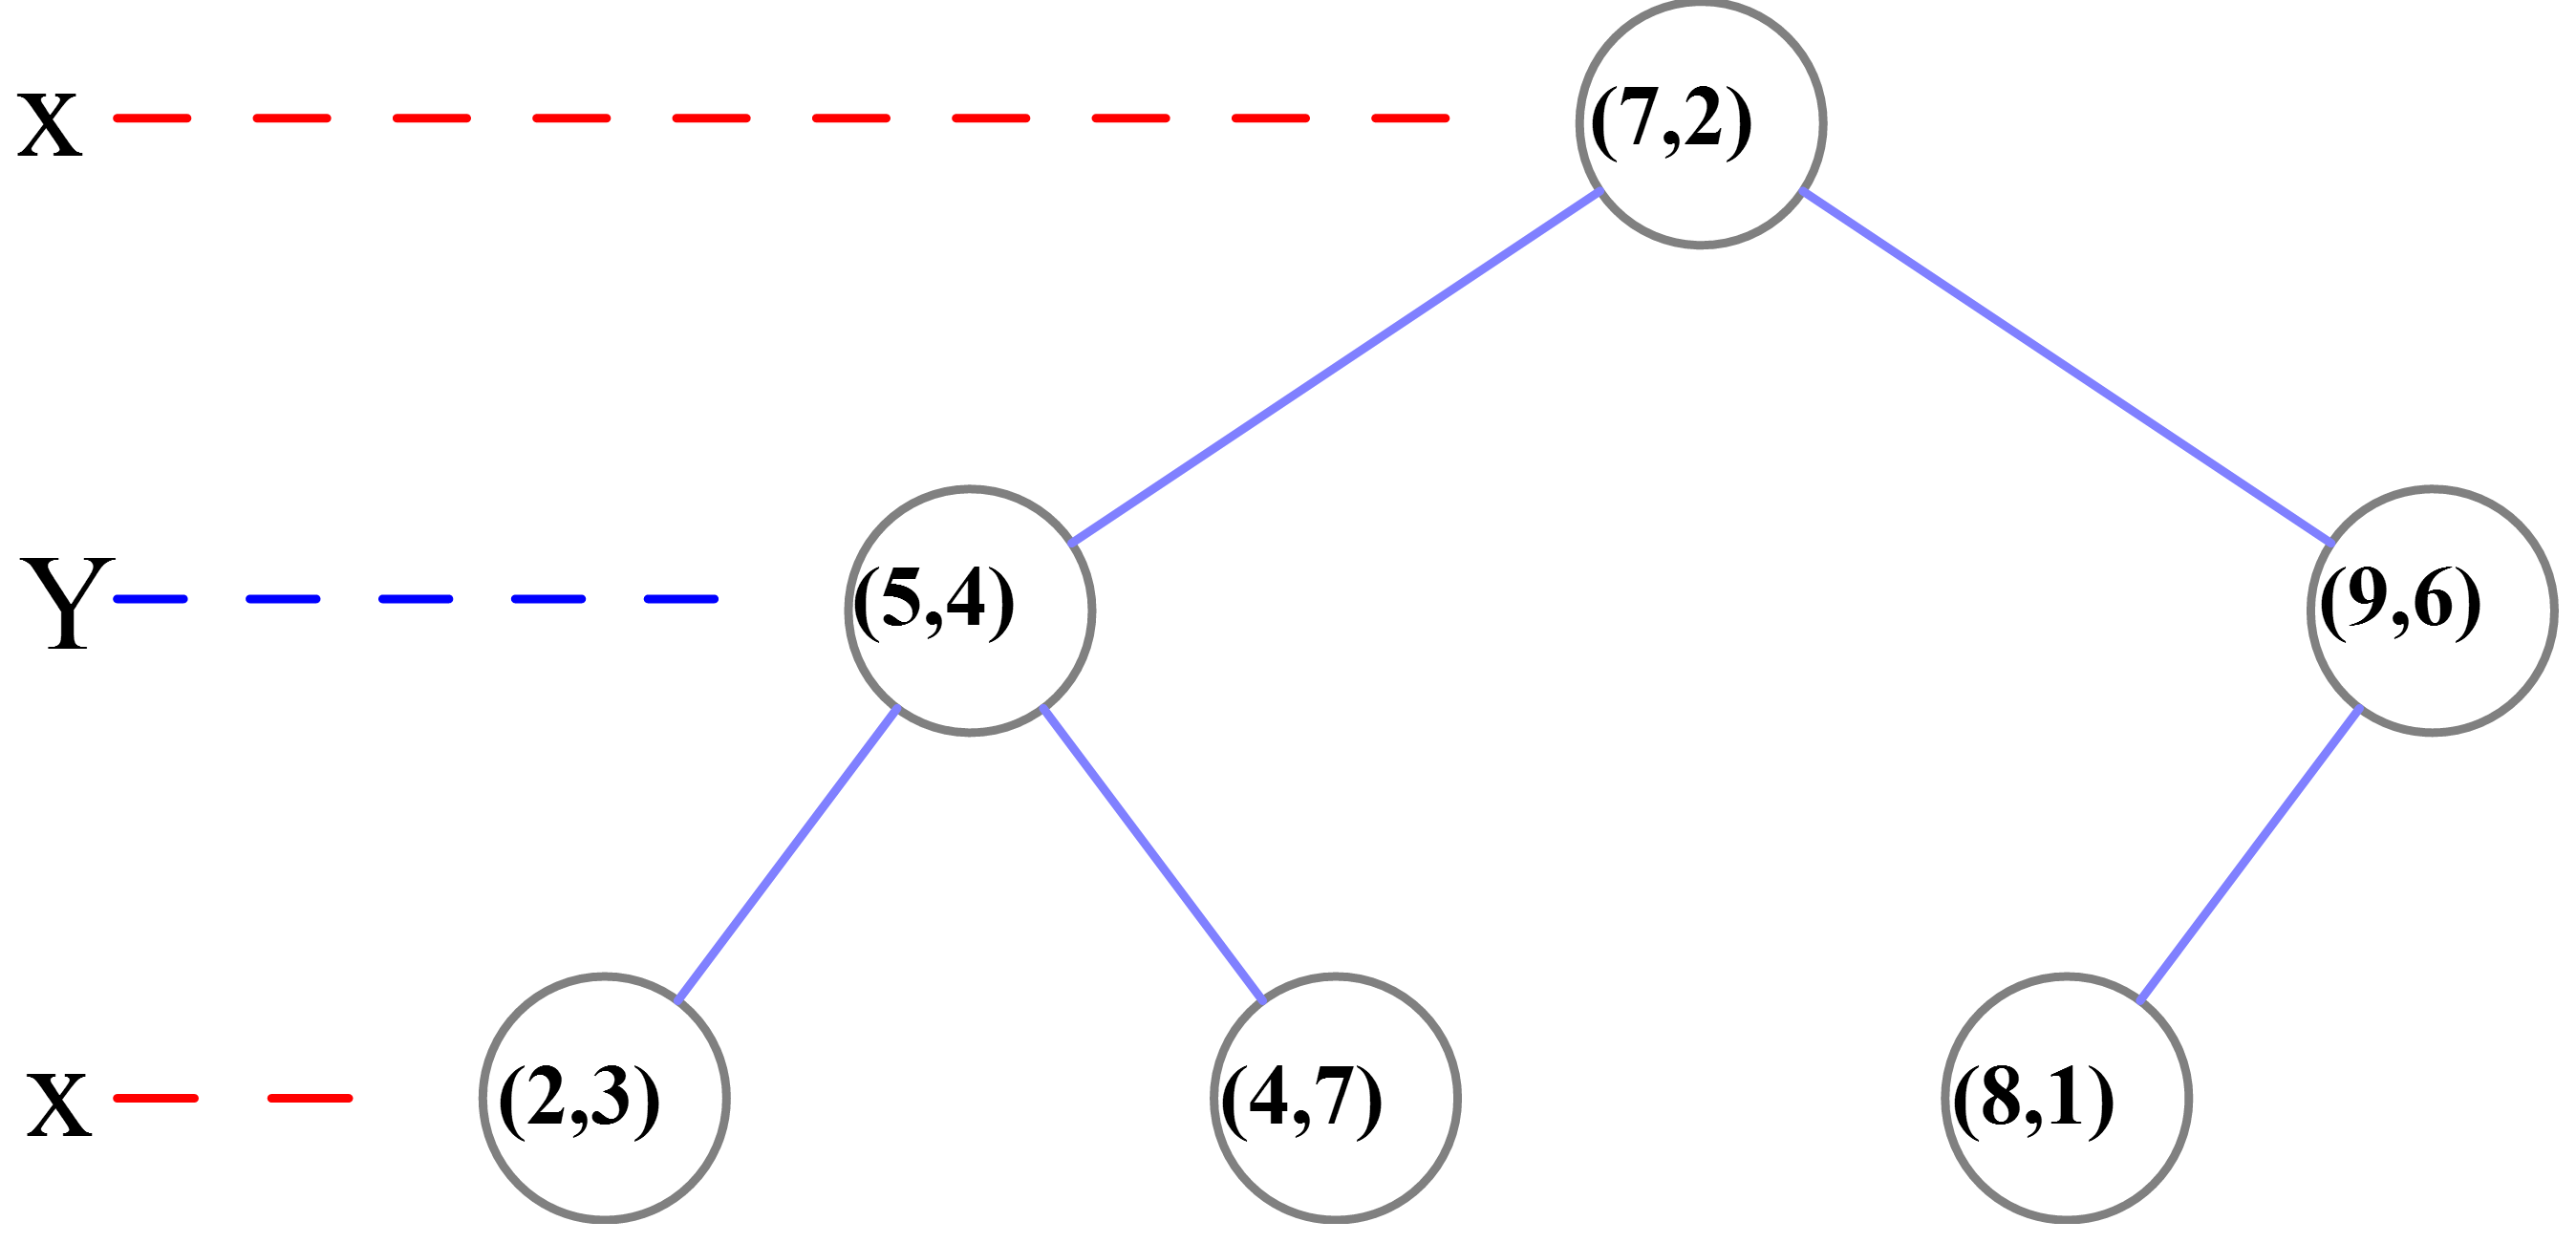 X (7,2)
Y (5,4) (9,6)
X (2,3) (4,7) (8,1)